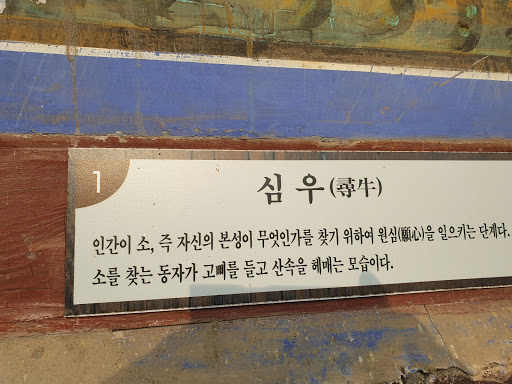 1
심 우(尋牛)
인간이 소, 즉 자신의 본성이 무엇인가를 찾기 위하여 원심(願心)을 일으키는 단계다.
소를 찾는 동자가 고삐를 들고 산속을 헤매는 모습이다.